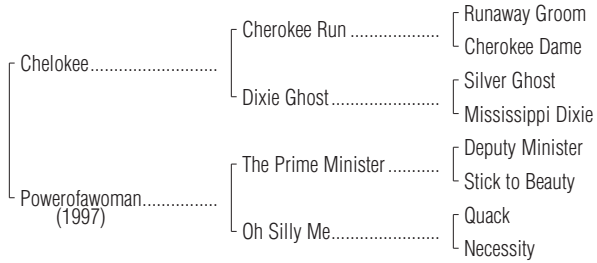 Runaway Groom
Cherokee Run ....................
Cherokee Dame
Chelokee............................
Silver Ghost
Dixie Ghost........................
Mississippi Dixie
Deputy Minister
The Prime Minister ...........
Stick to Beauty
Powerofawoman................
(1997)
Quack
Oh Silly Me........................
Necessity